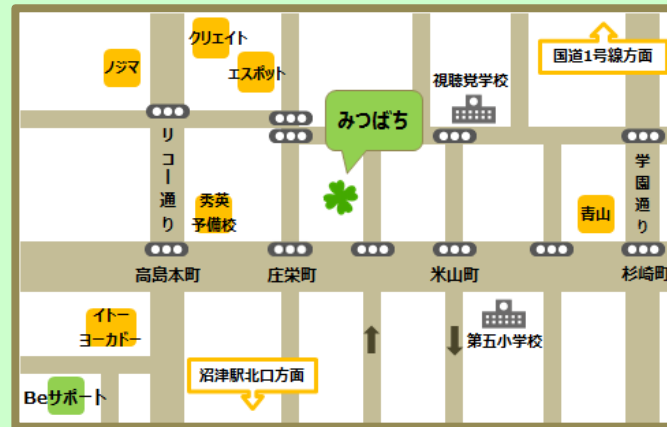 クリエイト
ノジマ
エスポット
国道1号線方面
視聴覚学校
みつばち
リコー通り
学園通り
秀英
予備校
青山
高島本町
庄栄町
米山町
杉崎町
イトー
ヨーカドー
第五小学校
沼津駅北口方面
Beサポート